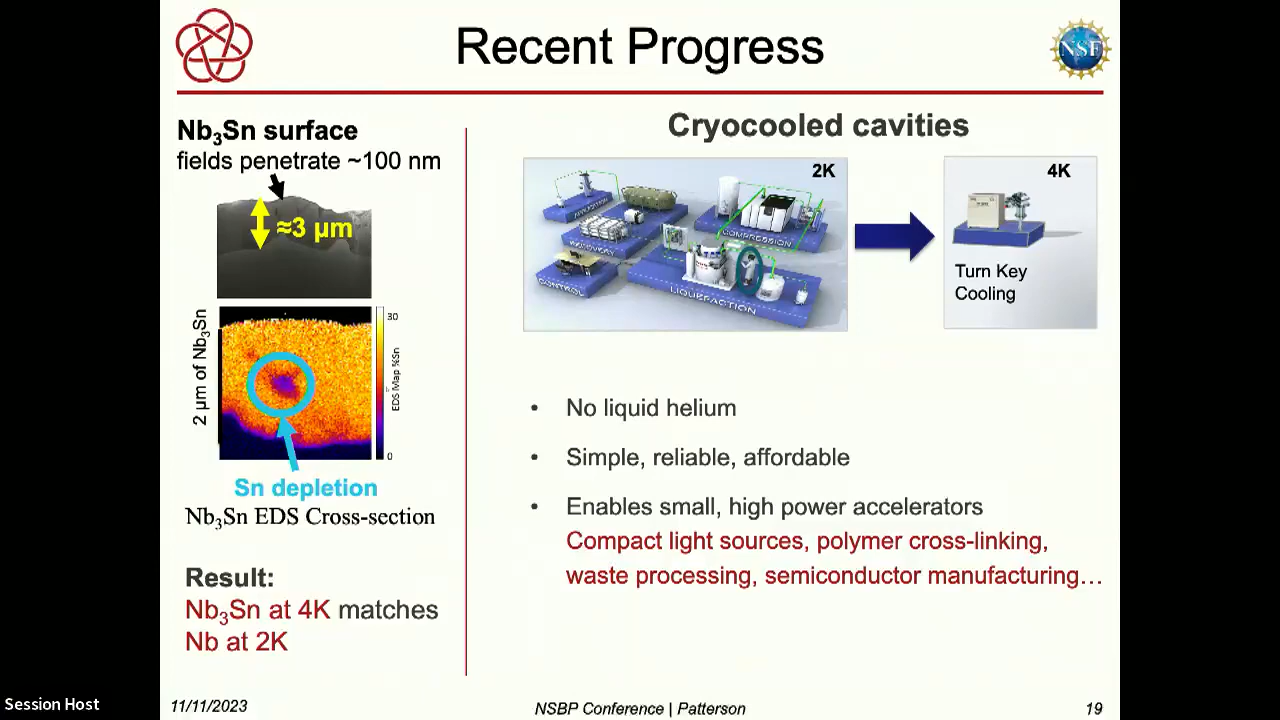 Recent Progress
NSF
Nb₃Sn surface
fields penetrate ~100 nm
≈3 μm
2 μm of Nb₃Sn
30
EDS Map %Sn
0
Sn depletion
Nb₃Sn EDS Cross-section
Result:
Nb₃Sn at 4K matches
Nb at 2K
Cryocooled cavities
2K
COMPRESSION
RECOVERY
CONTROL
LIQUEFACTION
4K
Turn Key
Cooling
• No liquid helium
• Simple, reliable, affordable
• Enables small, high power accelerators
Compact light sources, polymer cross-linking,
waste processing, semiconductor manufacturing…
Session Host
11/11/2023
NSBP Conference | Patterson
19